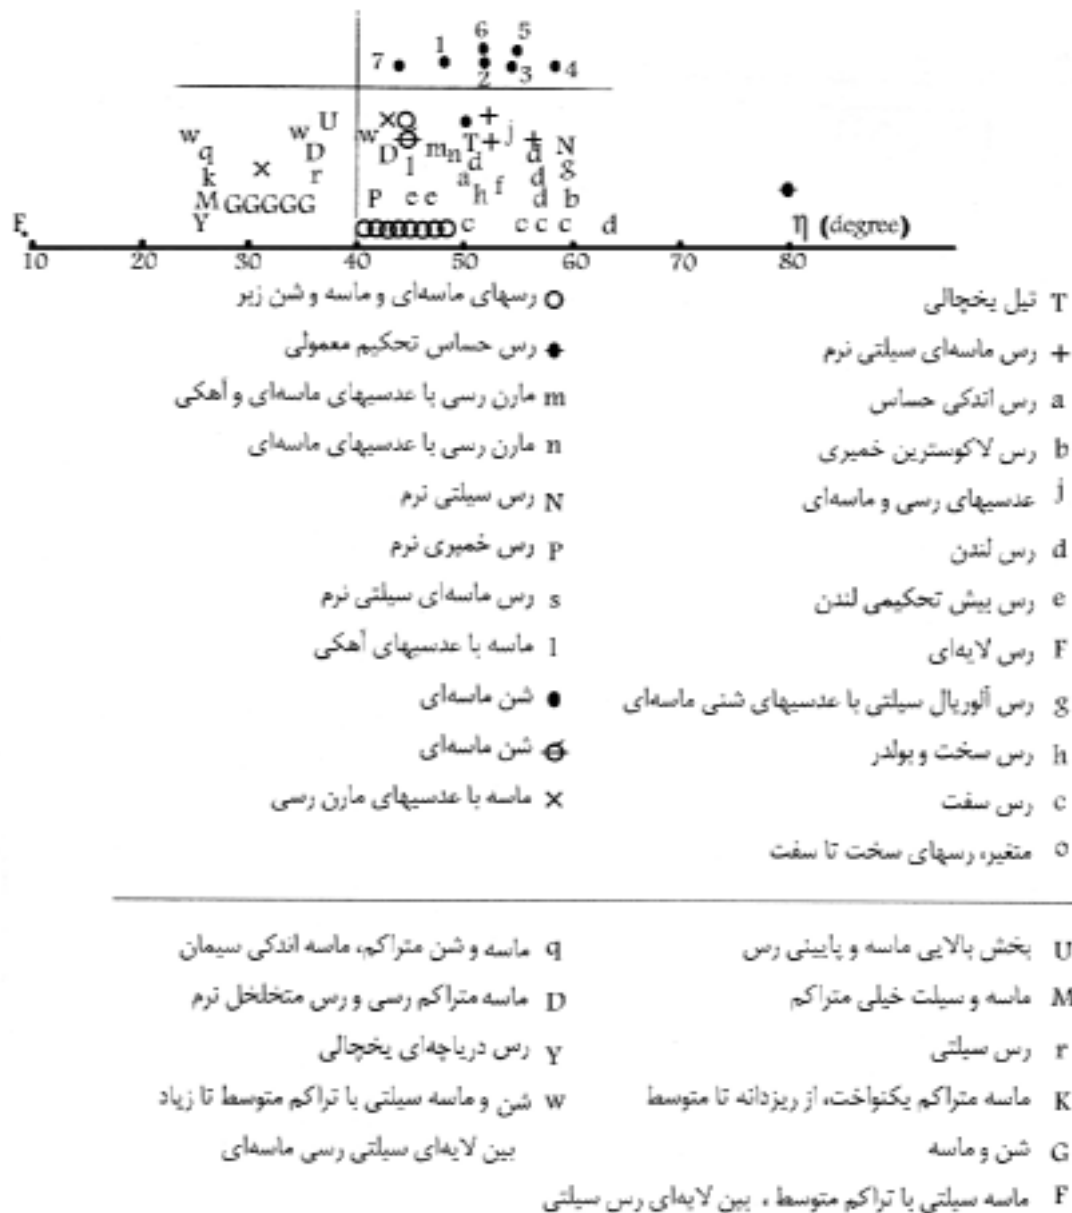 6 5
7 1 2 3 4
U × O + 
w q w D w D l m n T j d N
k × r a d g
M GGGGG P e e h f d b
F. Y OOOOOOOO c c c c d η (degree)
10 20 30 40 50 60 70 80
T تیل یخچالی
+ رس ماسه‌ای سیلتی نرم
a رس اندکی حساس
b رس لاکوسترین خمیری
j عدسیهای رسی و ماسه‌ای
d رس لندن
e رس پیش تحکیمی لندن
F رس لایه‌ای
g رس آلوریال سیلتی با عدسیهای شنی ماسه‌ای
h رس سخت و بولدر
c رس سفت
o متغیر، رسهای سخت تا سفت
O رسهای ماسه‌ای و ماسه و شن زبر
رس حساس تحکیم معمولی
m مارن رسی با عدسیهای ماسه‌ای و آهکی
n مارن رسی با عدسیهای ماسه‌ای
N رس سیلتی نرم
P رس خمیری نرم
s رس ماسه‌ای سیلتی نرم
l ماسه با عدسیهای آهکی
● شن ماسه‌ای
شن ماسه‌ای
× ماسه با عدسیهای مارن رسی
U بخش بالایی ماسه و پایینی رس
M ماسه و سیلت خیلی متراکم
r رس سیلتی
K ماسه متراکم یکنواخت، از ریزدانه تا متوسط
G شن و ماسه
F ماسه سیلتی با تراکم متوسط ، بین لایه‌ای رس سیلتی
q ماسه و شن متراکم، ماسه اندکی سیمان
D ماسه متراکم رسی و رس متخلخل نرم
Y رس دریاچه‌ای یخچالی
w شن و ماسه سیلتی با تراکم متوسط تا زیاد
بین لایه‌ای سیلتی رسی ماسه‌ای